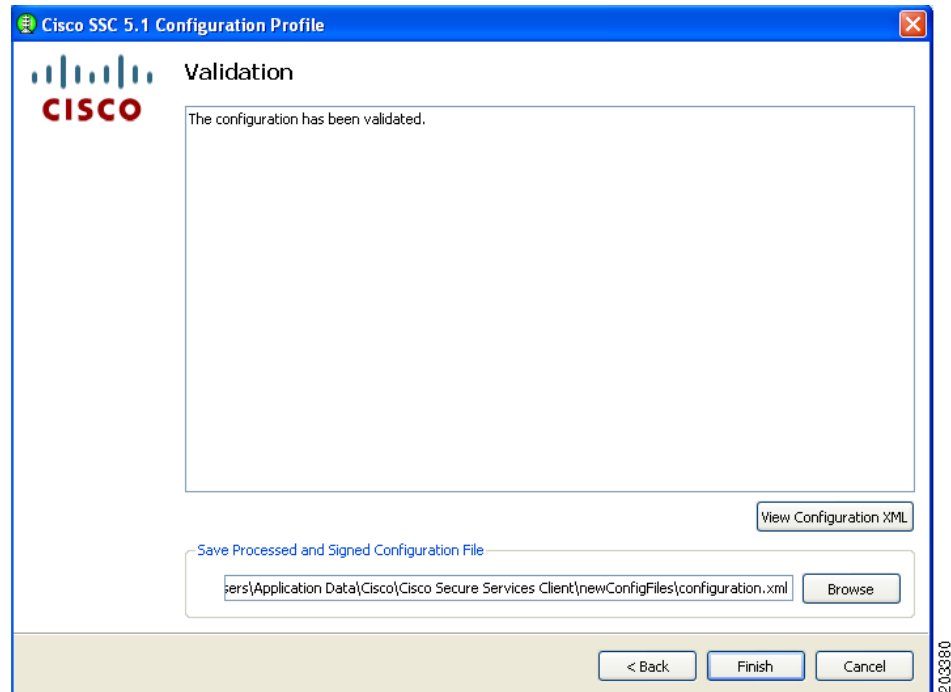 Cisco SSC 5.1 Configuration Profile
CISCO
Validation
The configuration has been validated.
View Configuration XML
Save Processed and Signed Configuration File
sers\Application Data\Cisco\Cisco Secure Services Client\newConfigFiles\configuration.xml
Browse
< Back
Finish
Cancel
203380